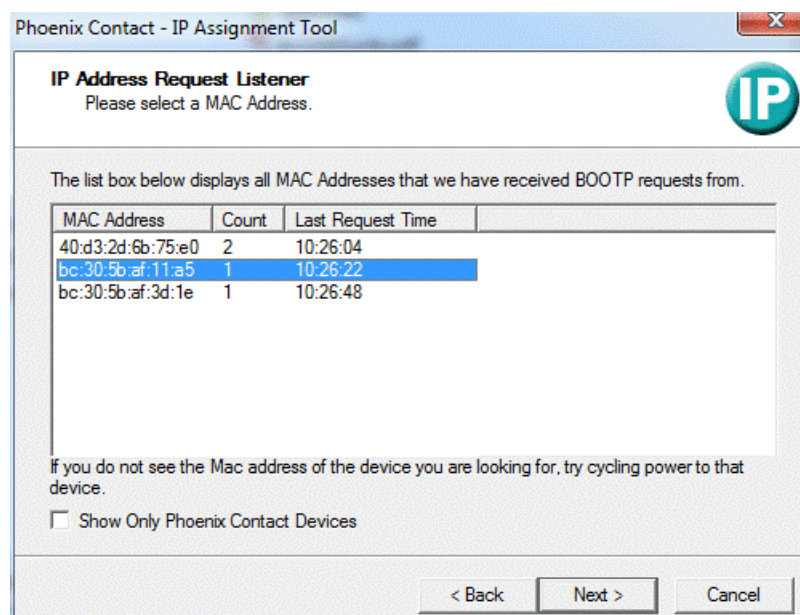 Phoenix Contact - IP Assignment Tool
X
IP Address Request Listener
Please select a MAC Address.
IP
The list box below displays all MAC Addresses that we have received BOOTP requests from.
MAC Address Count Last Request Time
40:d3:2d:6b:75:e0 2 10:26:04
bc:30:5b:af:11:a5 1 10:26:22
bc:30:5b:af:3d:1e 1 10:26:48
If you do not see the Mac address of the device you are looking for, try cycling power to that
device.
Show Only Phoenix Contact Devices
< Back Next > Cancel